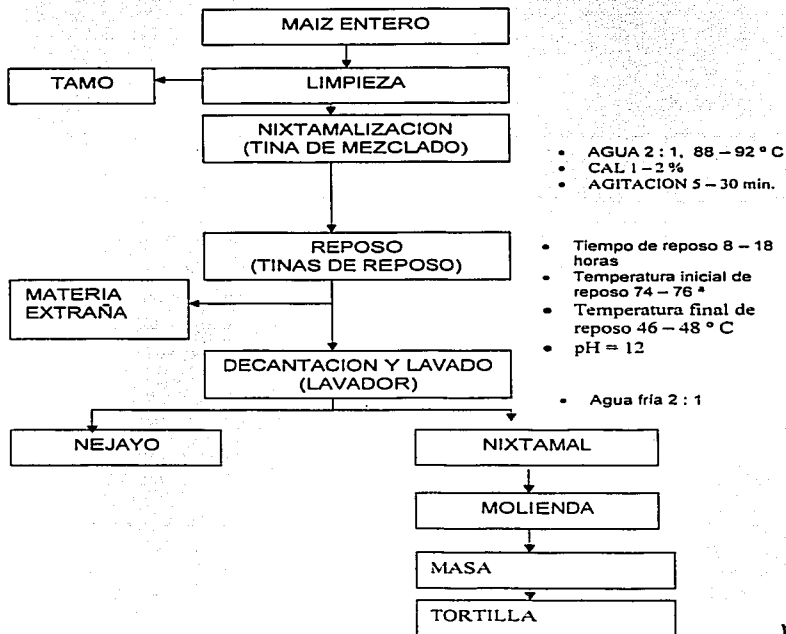 MAIZ ENTERO
TAMO
LIMPIEZA
NIXTAMALIZACION
(TINA DE MEZCLADO)
• AGUA 2 : 1, 88 – 92 º C
• CAL 1 – 2 %
• AGITACION 5 – 30 min.
REPOSO
(TINAS DE REPOSO)
• Tiempo de reposo 8 – 18
horas
• Temperatura inicial de
reposo 74 – 76 º
• Temperatura final de
reposo 46 – 48 º C
• pH = 12
MATERIA
EXTRAÑA
DECANTACION Y LAVADO
(LAVADOR)
• Agua fría 2 : 1
NEJAYO
NIXTAMAL
MOLIENDA
MASA
TORTILLA